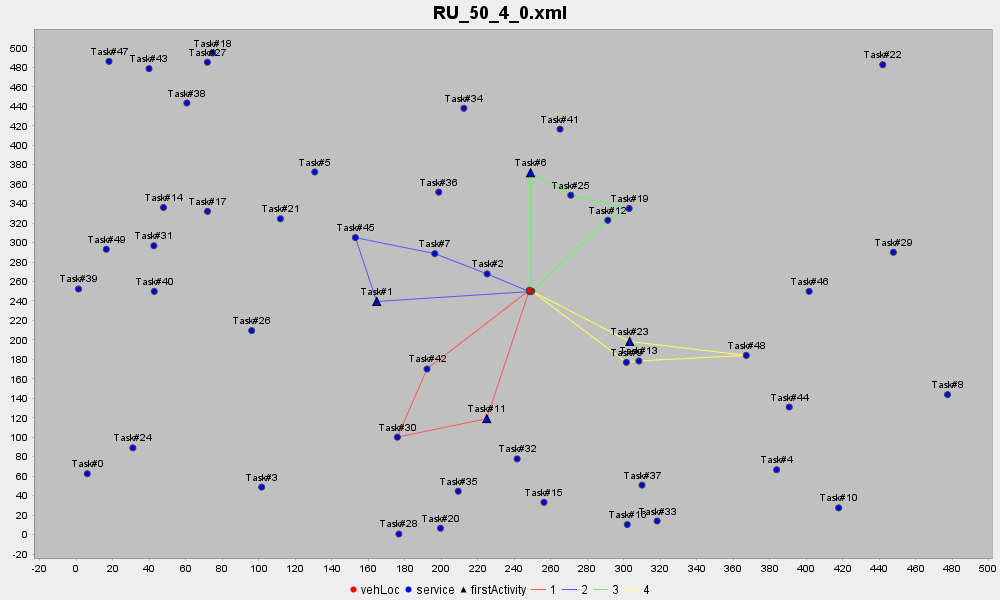 RU_50_4_0.xml
500
480
460
440
420
400
380
360
340
320
300
280
260
240
220
200
180
160
140
120
100
80
60
40
20
0
-20
Task#18
Task#47
Task#43
Task#27
Task#22
Task#38
Task#34
Task#41
Task#5
Task#6
Task#36
Task#25
Task#14
Task#17
Task#19
Task#21
Task#12
Task#45
Task#31
Task#49
Task#7
Task#29
Task#2
Task#39
Task#40
Task#1
Task#46
Task#26
Task#23
Task#13
Task#48
Task#42
Task#8
Task#44
Task#11
Task#30
Task#24
Task#32
Task#0
Task#4
Task#3
Task#37
Task#35
Task#15
Task#10
Task#33
Task#20
Task#28
-20 0 20 40 60 80 100 120 140 160 180 200 220 240 260 280 300 320 340 360 380 400 420 440 460 480 500
vehLoc service firstActivity 1 2 3 4